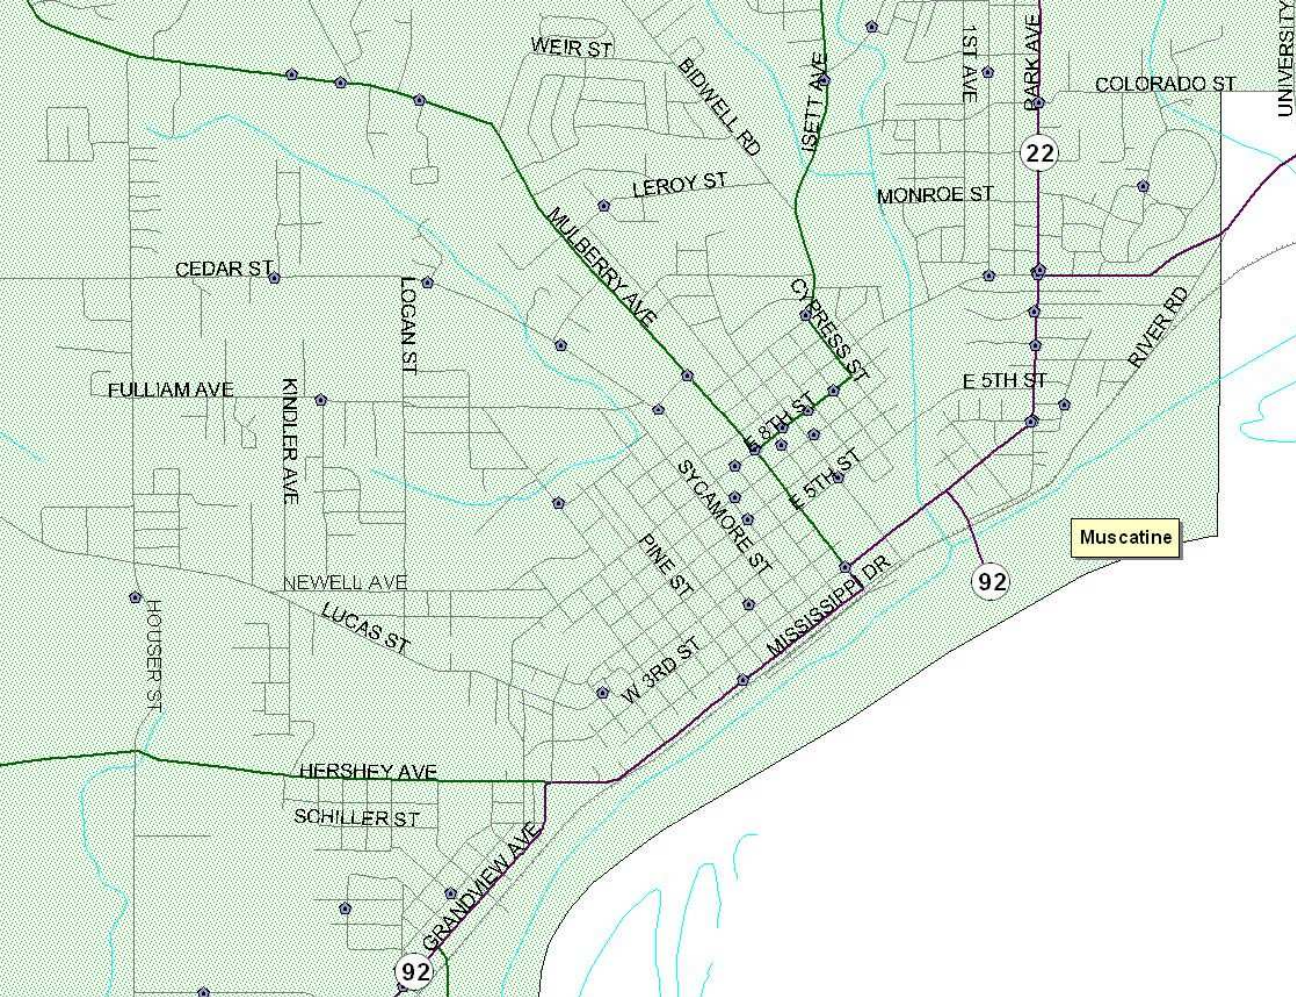 WEIR ST
BIDWELL RD
ISETT AVE
1ST AVE
PARK AVE
COLORADO ST
UNIVERSITY
22
LEROY ST
MONROE ST
MULBERRY AVE
CEDAR ST
LOGAN ST
CYPRESS ST
RIVER RD
FULLIAM AVE
KINDLER AVE
E 5TH ST
E 8TH ST
E 5TH ST
SYCAMORE ST
PINE ST
Muscatine
92
NEWELL AVE
LUCAS ST
MISSISSIPPI DR
HOUSER ST
W 3RD ST
HERSHEY AVE
SCHILLER ST
GRANDVIEW AVE
92